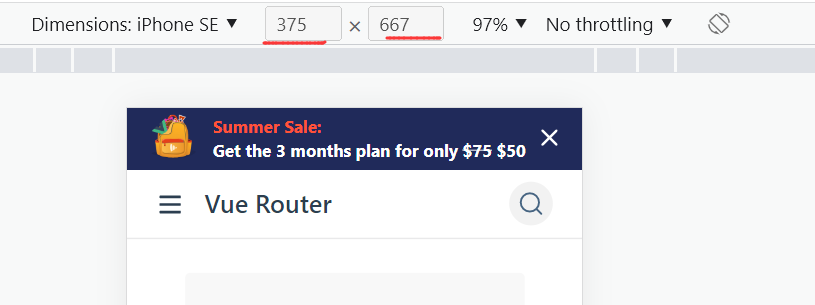 Dimensions: iPhone SE ▼ 375 × 667 97% ▼ No throttling ▼
Summer Sale:
Get the 3 months plan for only $75 $50
Vue Router